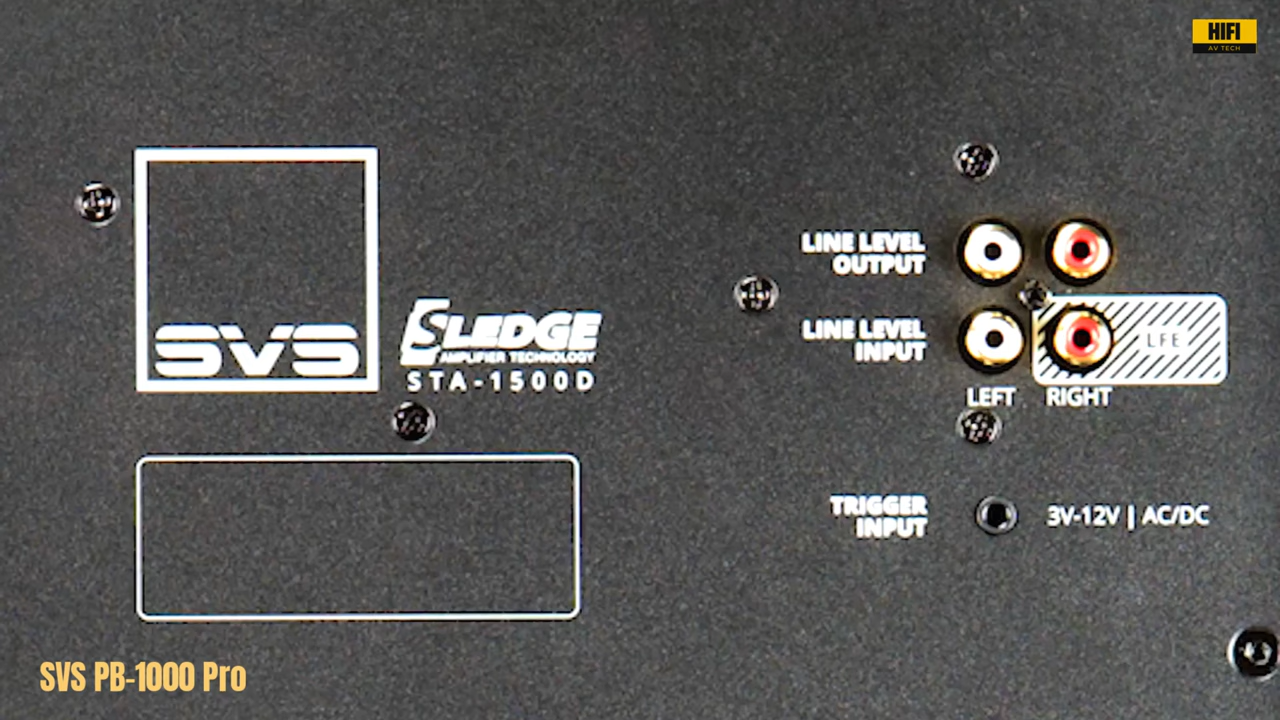 HIFI
AV TECH
SVS
SLEDGE
AMPLIFIER TECHNOLOGY
STA-1500D
LINE LEVEL
OUTPUT
LINE LEVEL
INPUT
LFE
LEFT RIGHT
TRIGGER
INPUT
3V-12V | AC/DC
SVS PB-1000 Pro